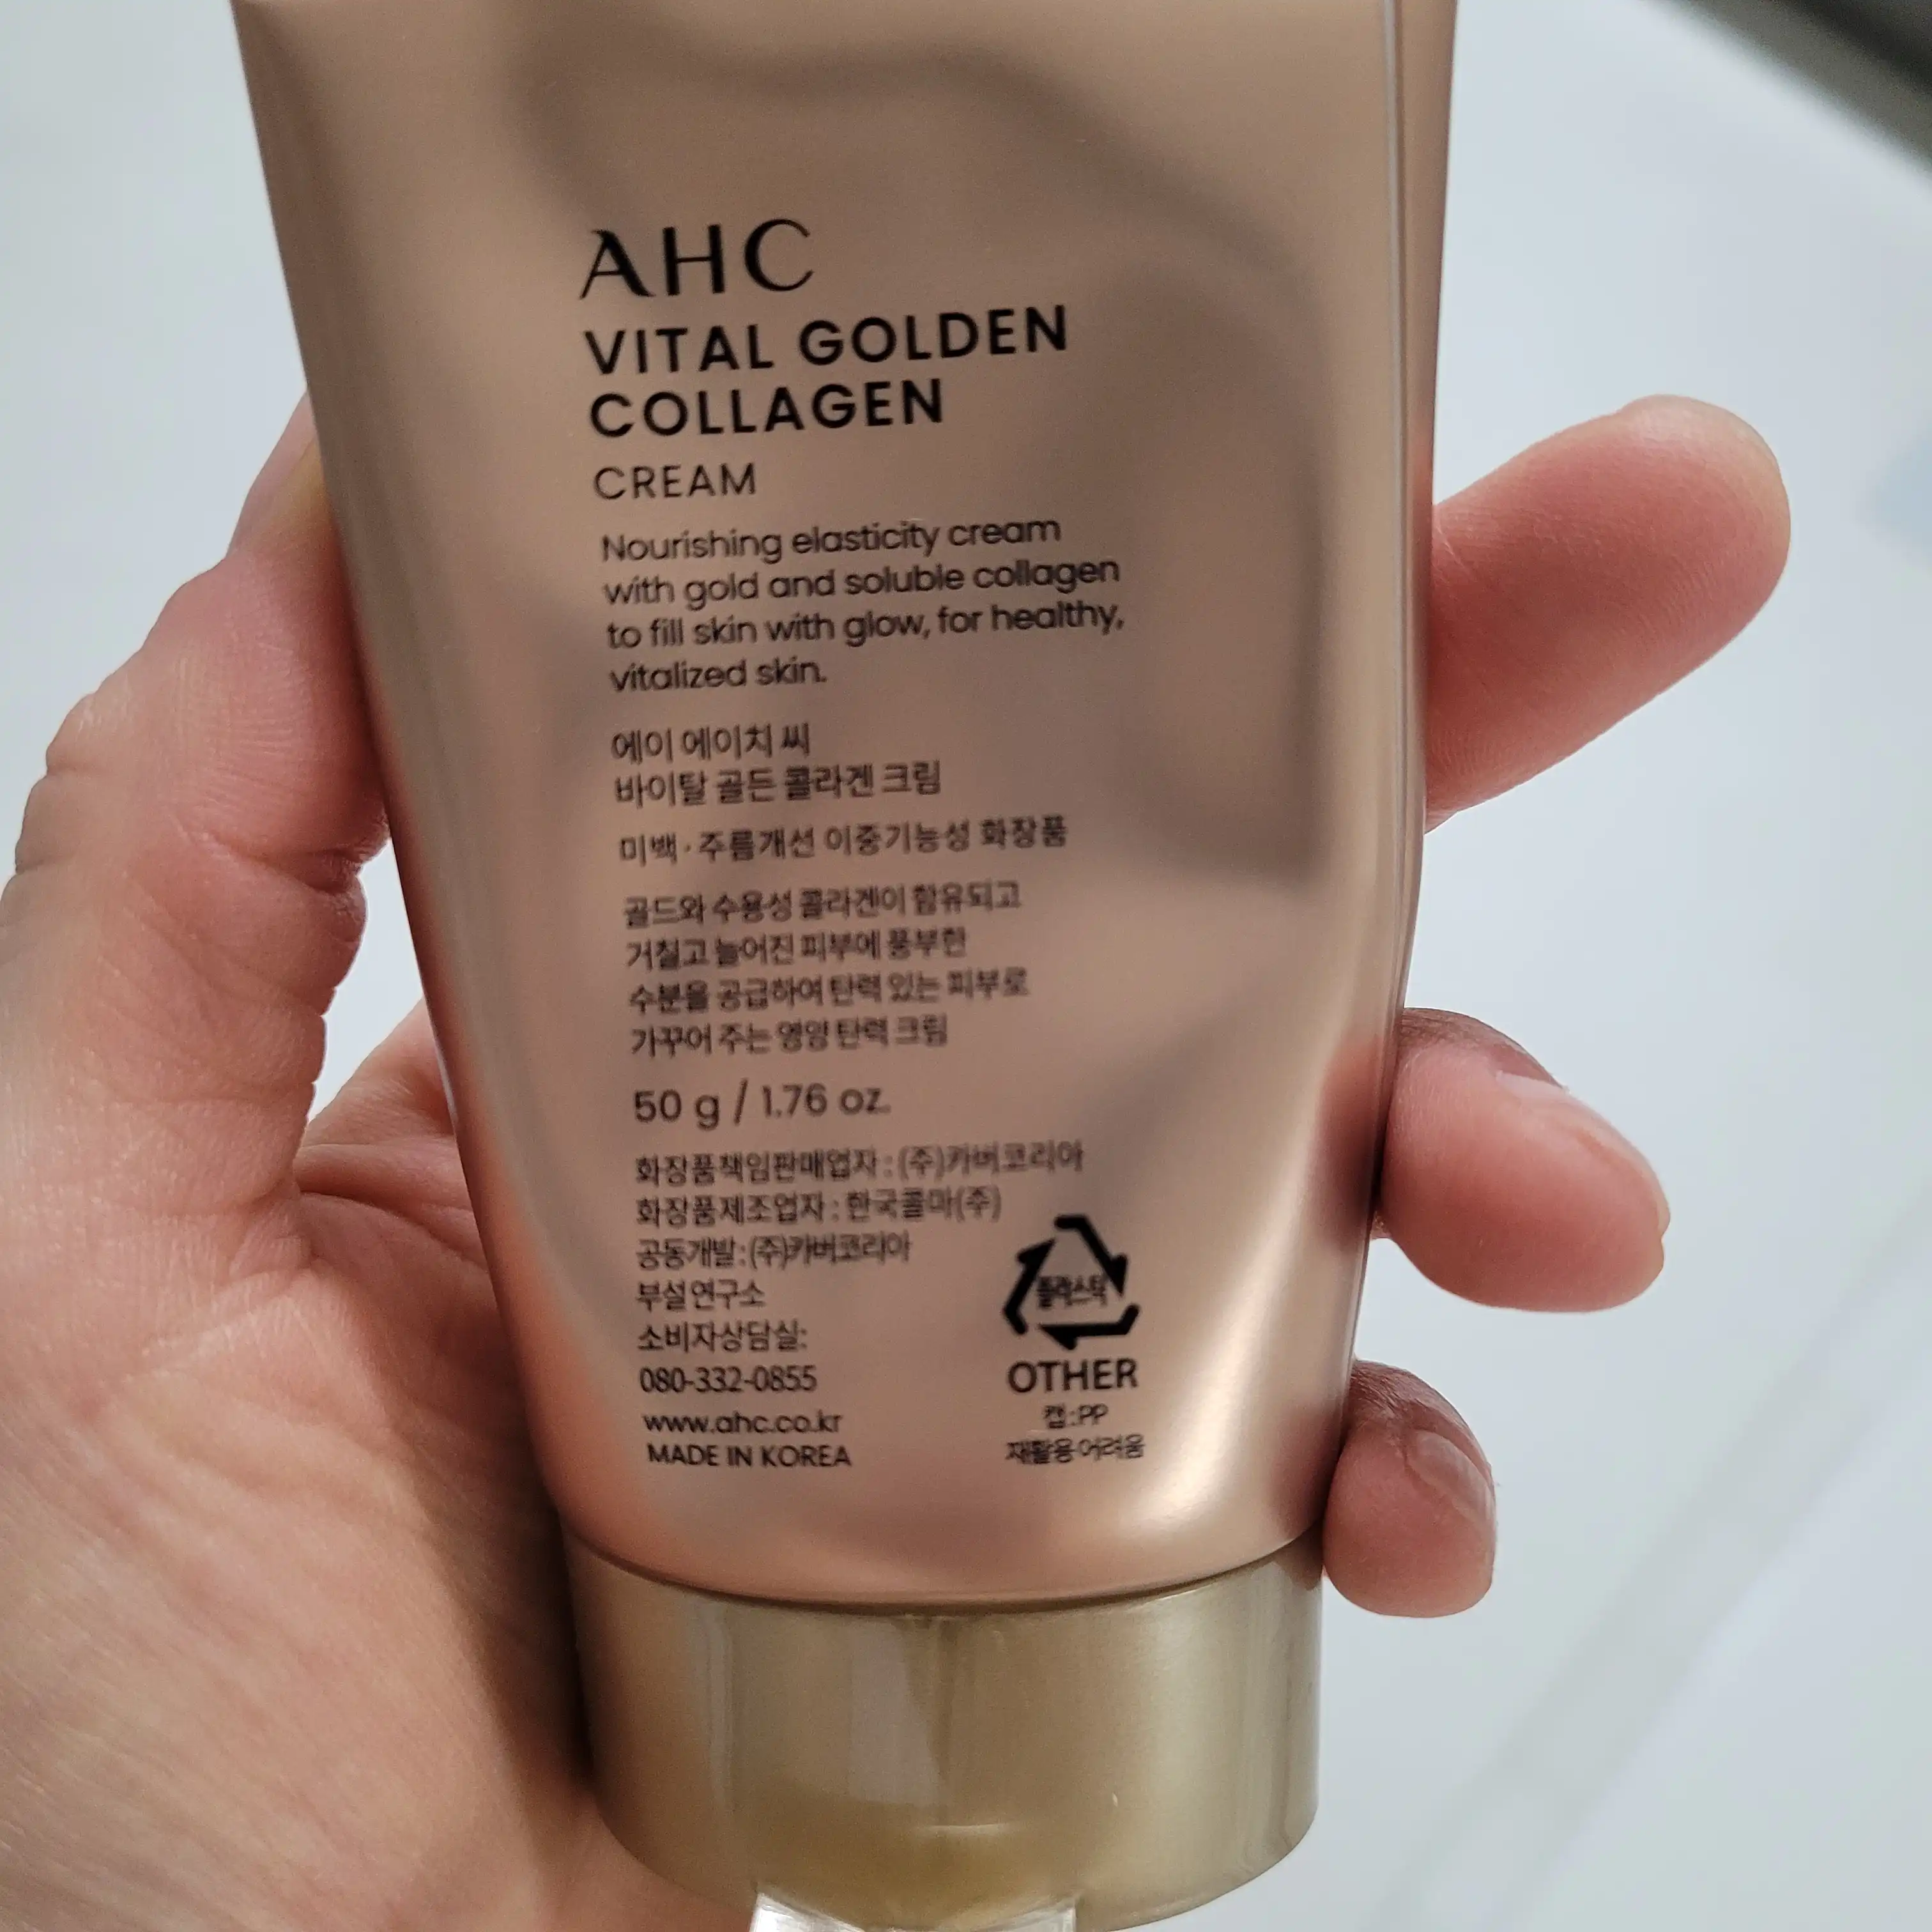 AHC
VITAL GOLDEN
COLLAGEN
CREAM
Nourishing elasticity cream
with gold and soluble collagen
to fill skin with glow, for healthy,
vitalized skin.
에이 에이치 씨
바이탈 골든 콜라겐 크림
미백·주름개선 이중기능성 화장품
골드와 수용성 콜라겐이 함유되고
거칠고 늘어진 피부에 풍부한
수분을 공급하여 탄력 있는 피부로
가꾸어 주는 영양 탄력 크림
50 g / 1.76 oz.
화장품책임판매업자 : (주)카버코리아
화장품제조업자 : 한국콜마(주)
공동개발 : (주)카버코리아
부설연구소
소비자상담실:
080-332-0855
www.ahc.co.kr
MADE IN KOREA
플라스틱
OTHER
캡:PP
재활용 어려움